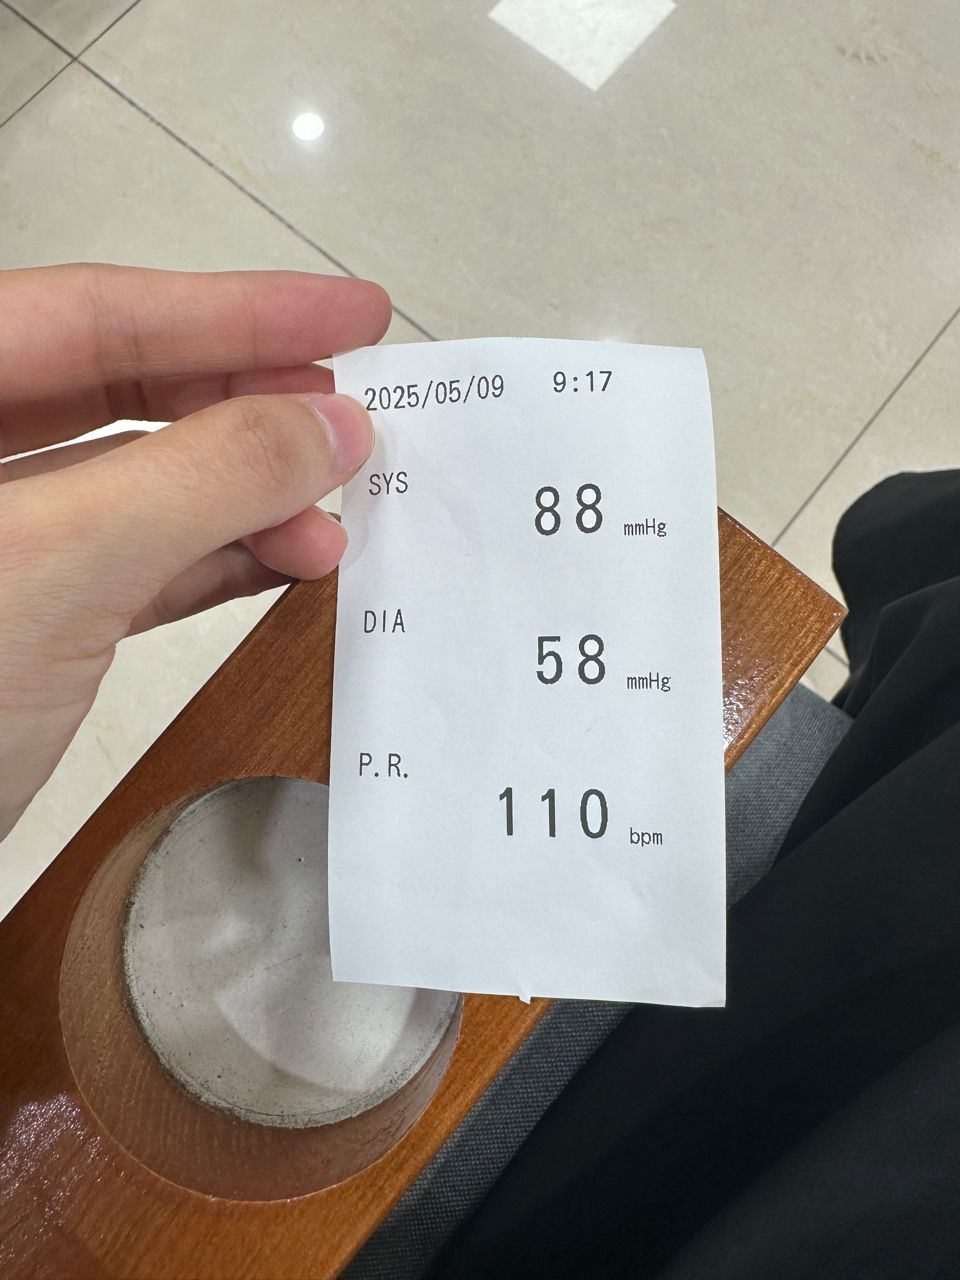 2025/05/09 9:17
SYS
88 mmHg
DIA
58 mmHg
P.R.
110 bpm